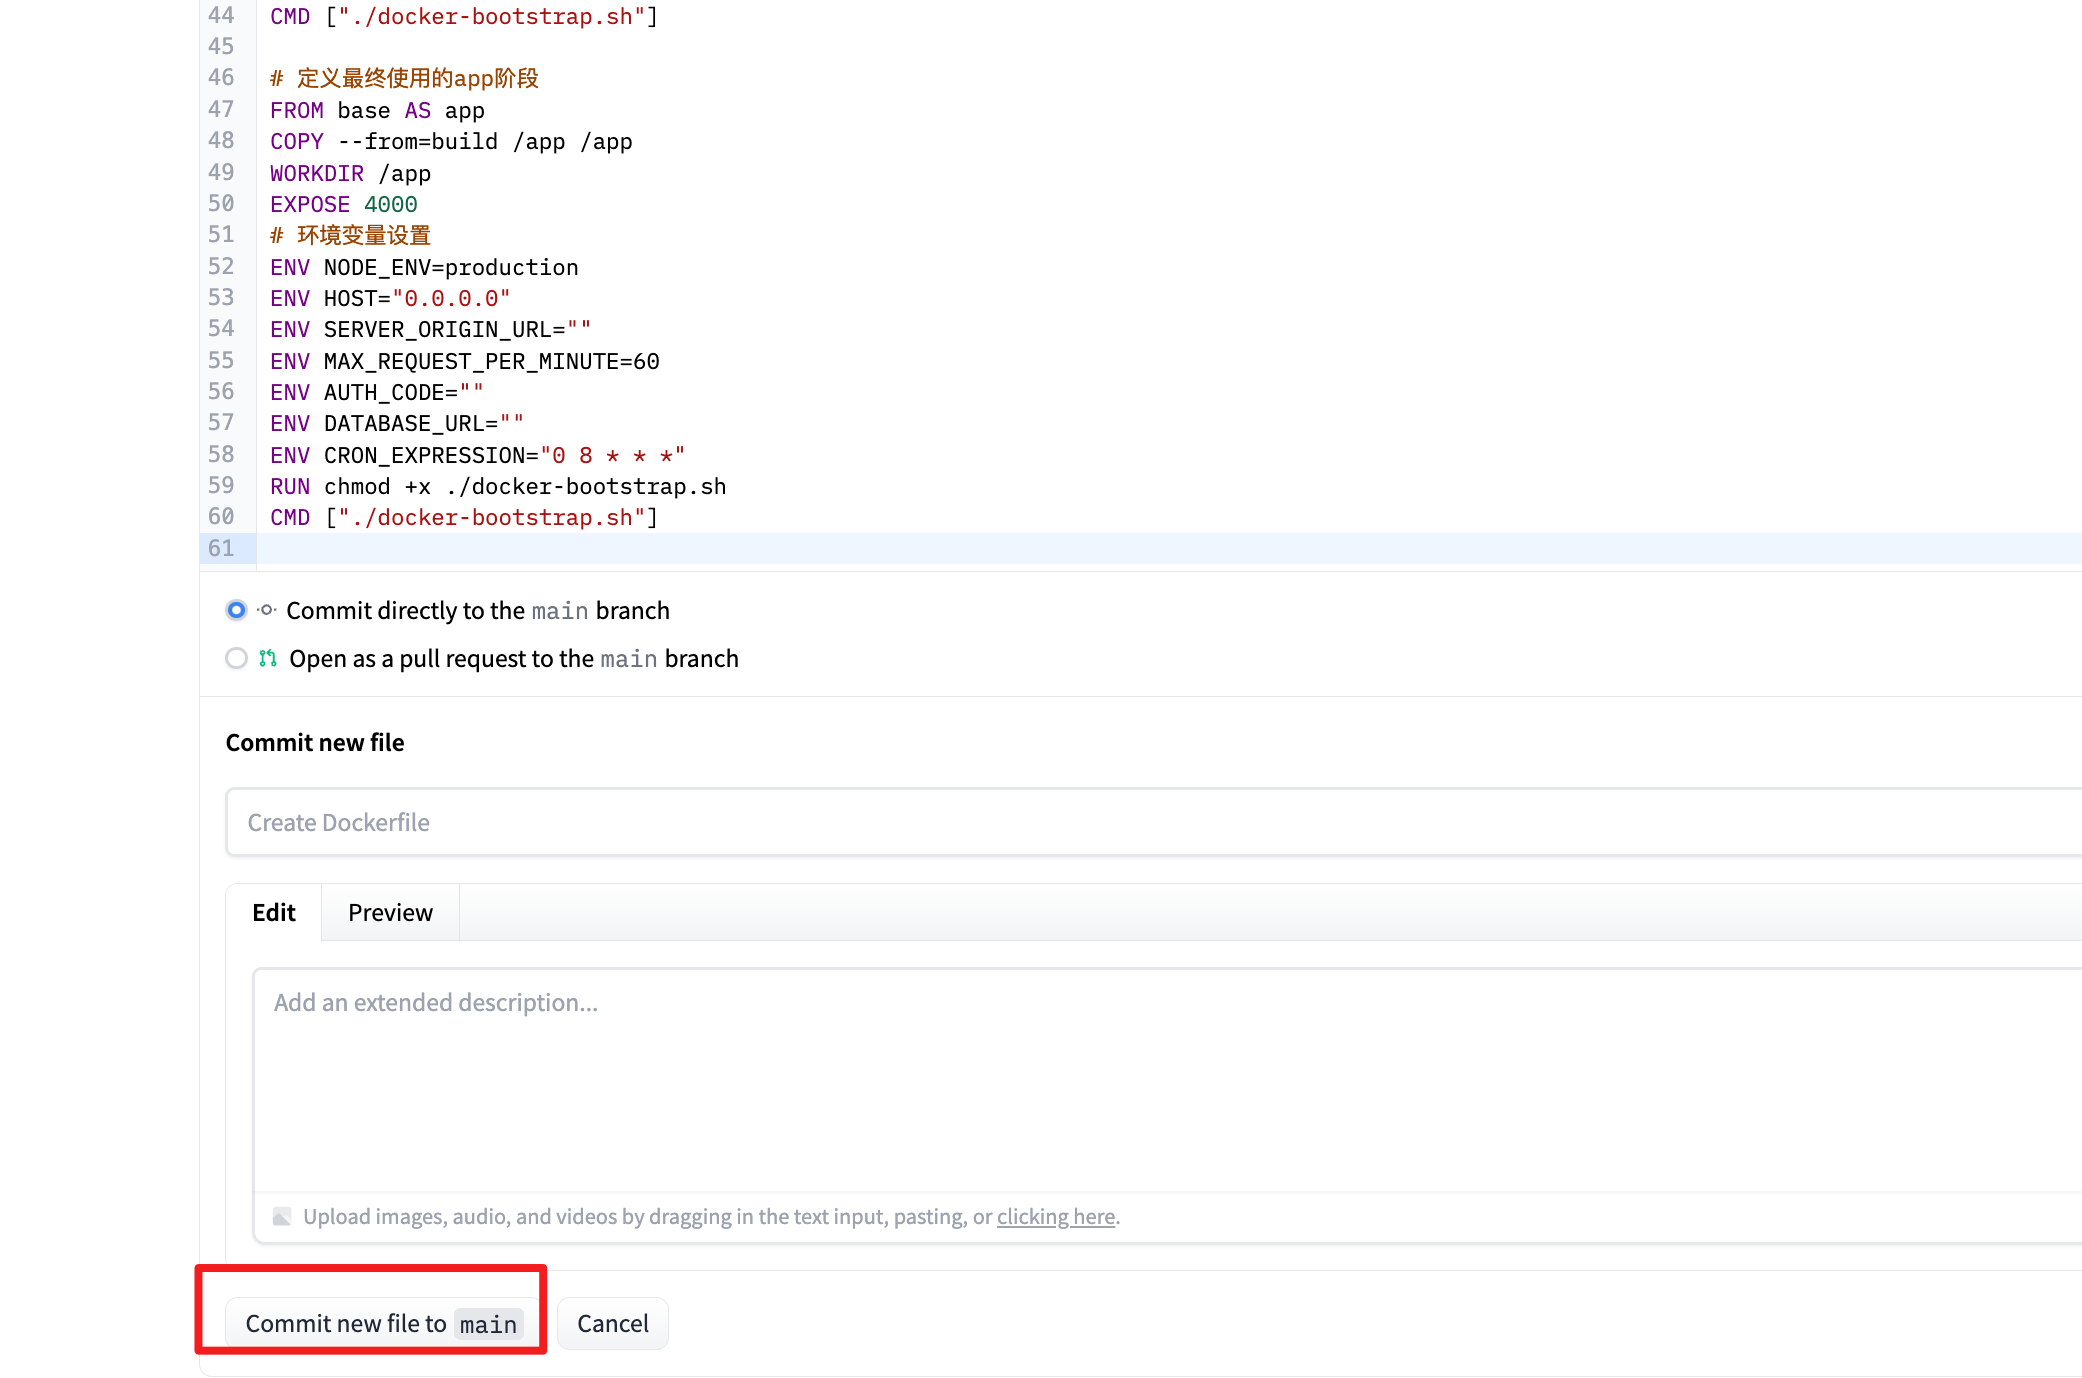 44 CMD ["./docker-bootstrap.sh"]
45
46 # 定义最终使用的app阶段
47 FROM base AS app
48 COPY --from=build /app /app
49 WORKDIR /app
50 EXPOSE 4000
51 # 环境变量设置
52 ENV NODE_ENV=production
53 ENV HOST="0.0.0.0"
54 ENV SERVER_ORIGIN_URL=""
55 ENV MAX_REQUEST_PER_MINUTE=60
56 ENV AUTH_CODE=""
57 ENV DATABASE_URL=""
58 ENV CRON_EXPRESSION="0 8 * * *"
59 RUN chmod +x ./docker-bootstrap.sh
60 CMD ["./docker-bootstrap.sh"]
61
Commit directly to the main branch
Open as a pull request to the main branch
Commit new file
Create Dockerfile
Edit Preview
Add an extended description...
Upload images, audio, and videos by dragging in the text input, pasting, or clicking here.
Commit new file to main Cancel